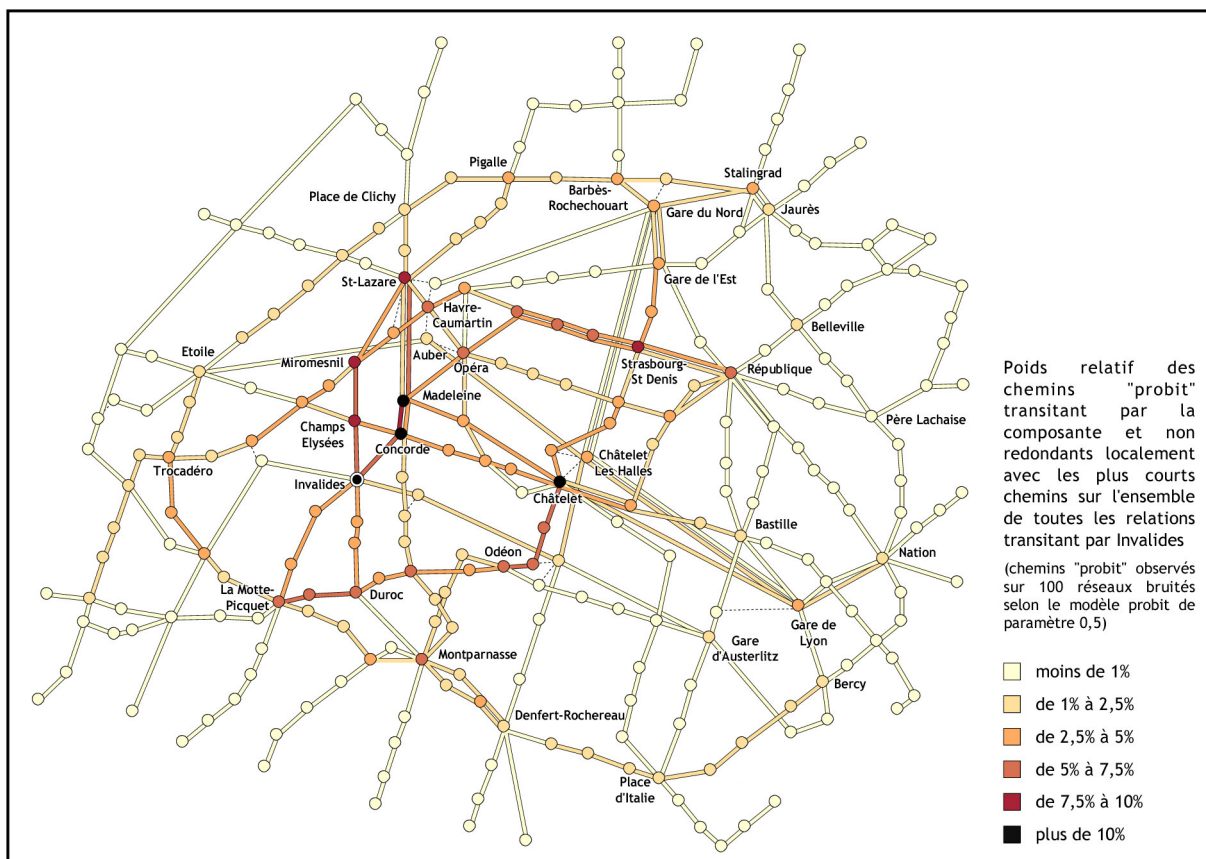 Pigalle
Stalingrad
Place de Clichy
Barbès-
Rochechouart
Gare du Nord
Jaurès
St-Lazare
Gare de l'Est
Havre-
Caumartin
Belleville
Etoile
Auber
Miromesnil
Opéra
Strasbourg-
St Denis
République
Madeleine
Père Lachaise
Champs
Elysées
Concorde
Trocadéro
Châtelet
Les Halles
Invalides
Châtelet
Bastille
Odéon
Nation
La Motte-
Picquet
Duroc
Gare de
Lyon
Gare
d'Austerlitz
Montparnasse
Bercy
Denfert-Rochereau
Place
d'Italie
Poids relatif des
chemins "probit"
transitant par la
composante et non
redondants localement
avec les plus courts
chemins sur l'ensemble
de toutes les relations
transitant par Invalides
(chemins "probit" observés
sur 100 réseaux bruités
selon le modèle probit de
paramètre 0,5)
moins de 1%
de 1% à 2,5%
de 2,5% à 5%
de 5% à 7,5%
de 7,5% à 10%
plus de 10%